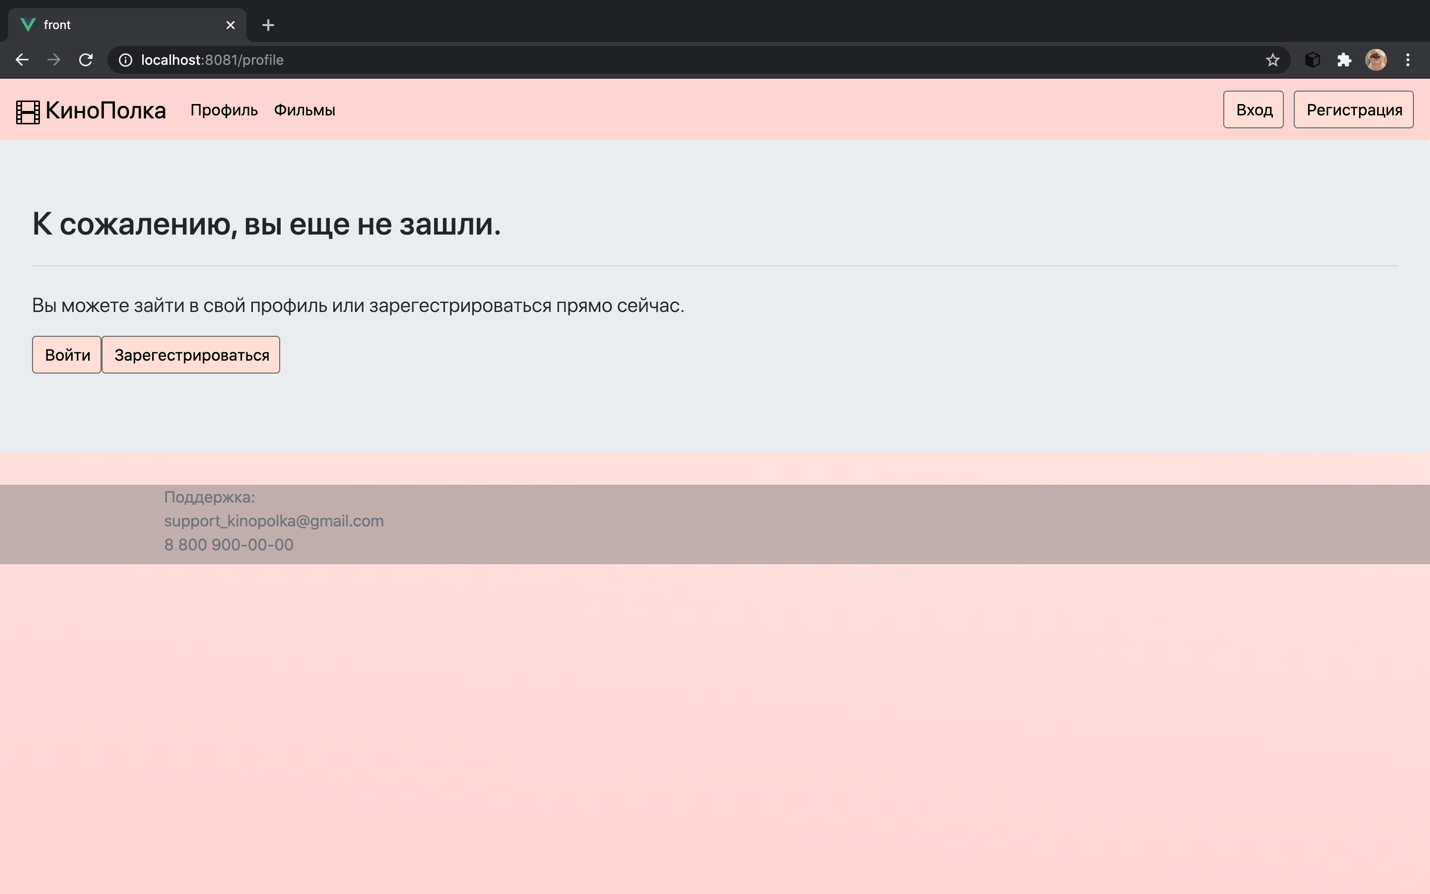 front
localhost:8081/profile
КиноПолка Профиль Фильмы Вход Регистрация
К сожалению, вы еще не зашли.
Вы можете зайти в свой профиль или зарегестрироваться прямо сейчас.
Войти Зарегестрироваться
Поддержка:
support_kinopolka@gmail.com
8 800 900-00-00